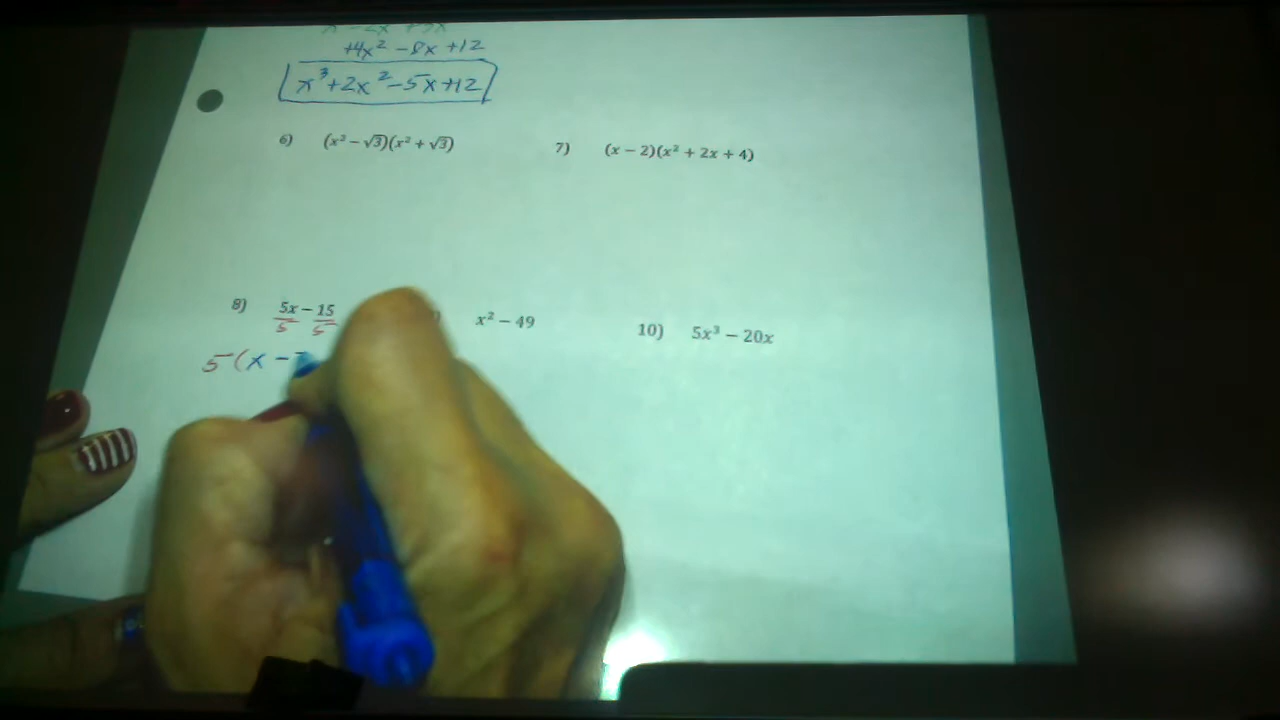 +4x² - 8x + 12
x³ + 2x² - 5x + 12
6) (x² - √3)(x² + √3)
7) (x - 2)(x² + 2x + 4)
8) 5x - 15
5 5
x² - 49
10) 5x³ - 20x
5(x -